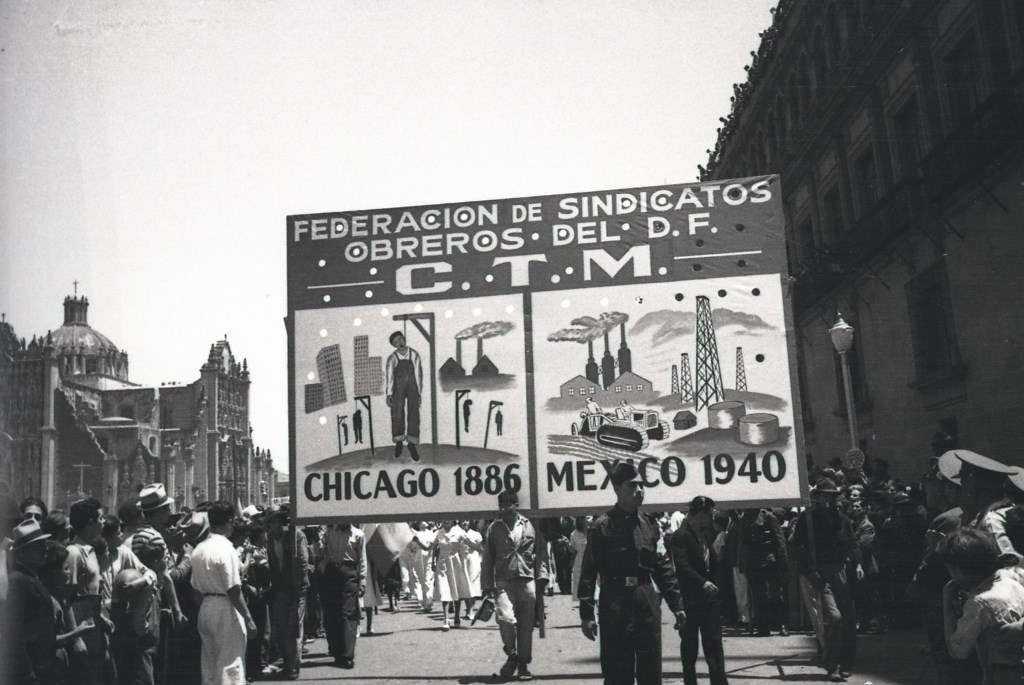 FEDERACION DE SINDICATOS
OBREROS DEL D.F.
C.T.M.
CHICAGO 1886
MEXICO 1940